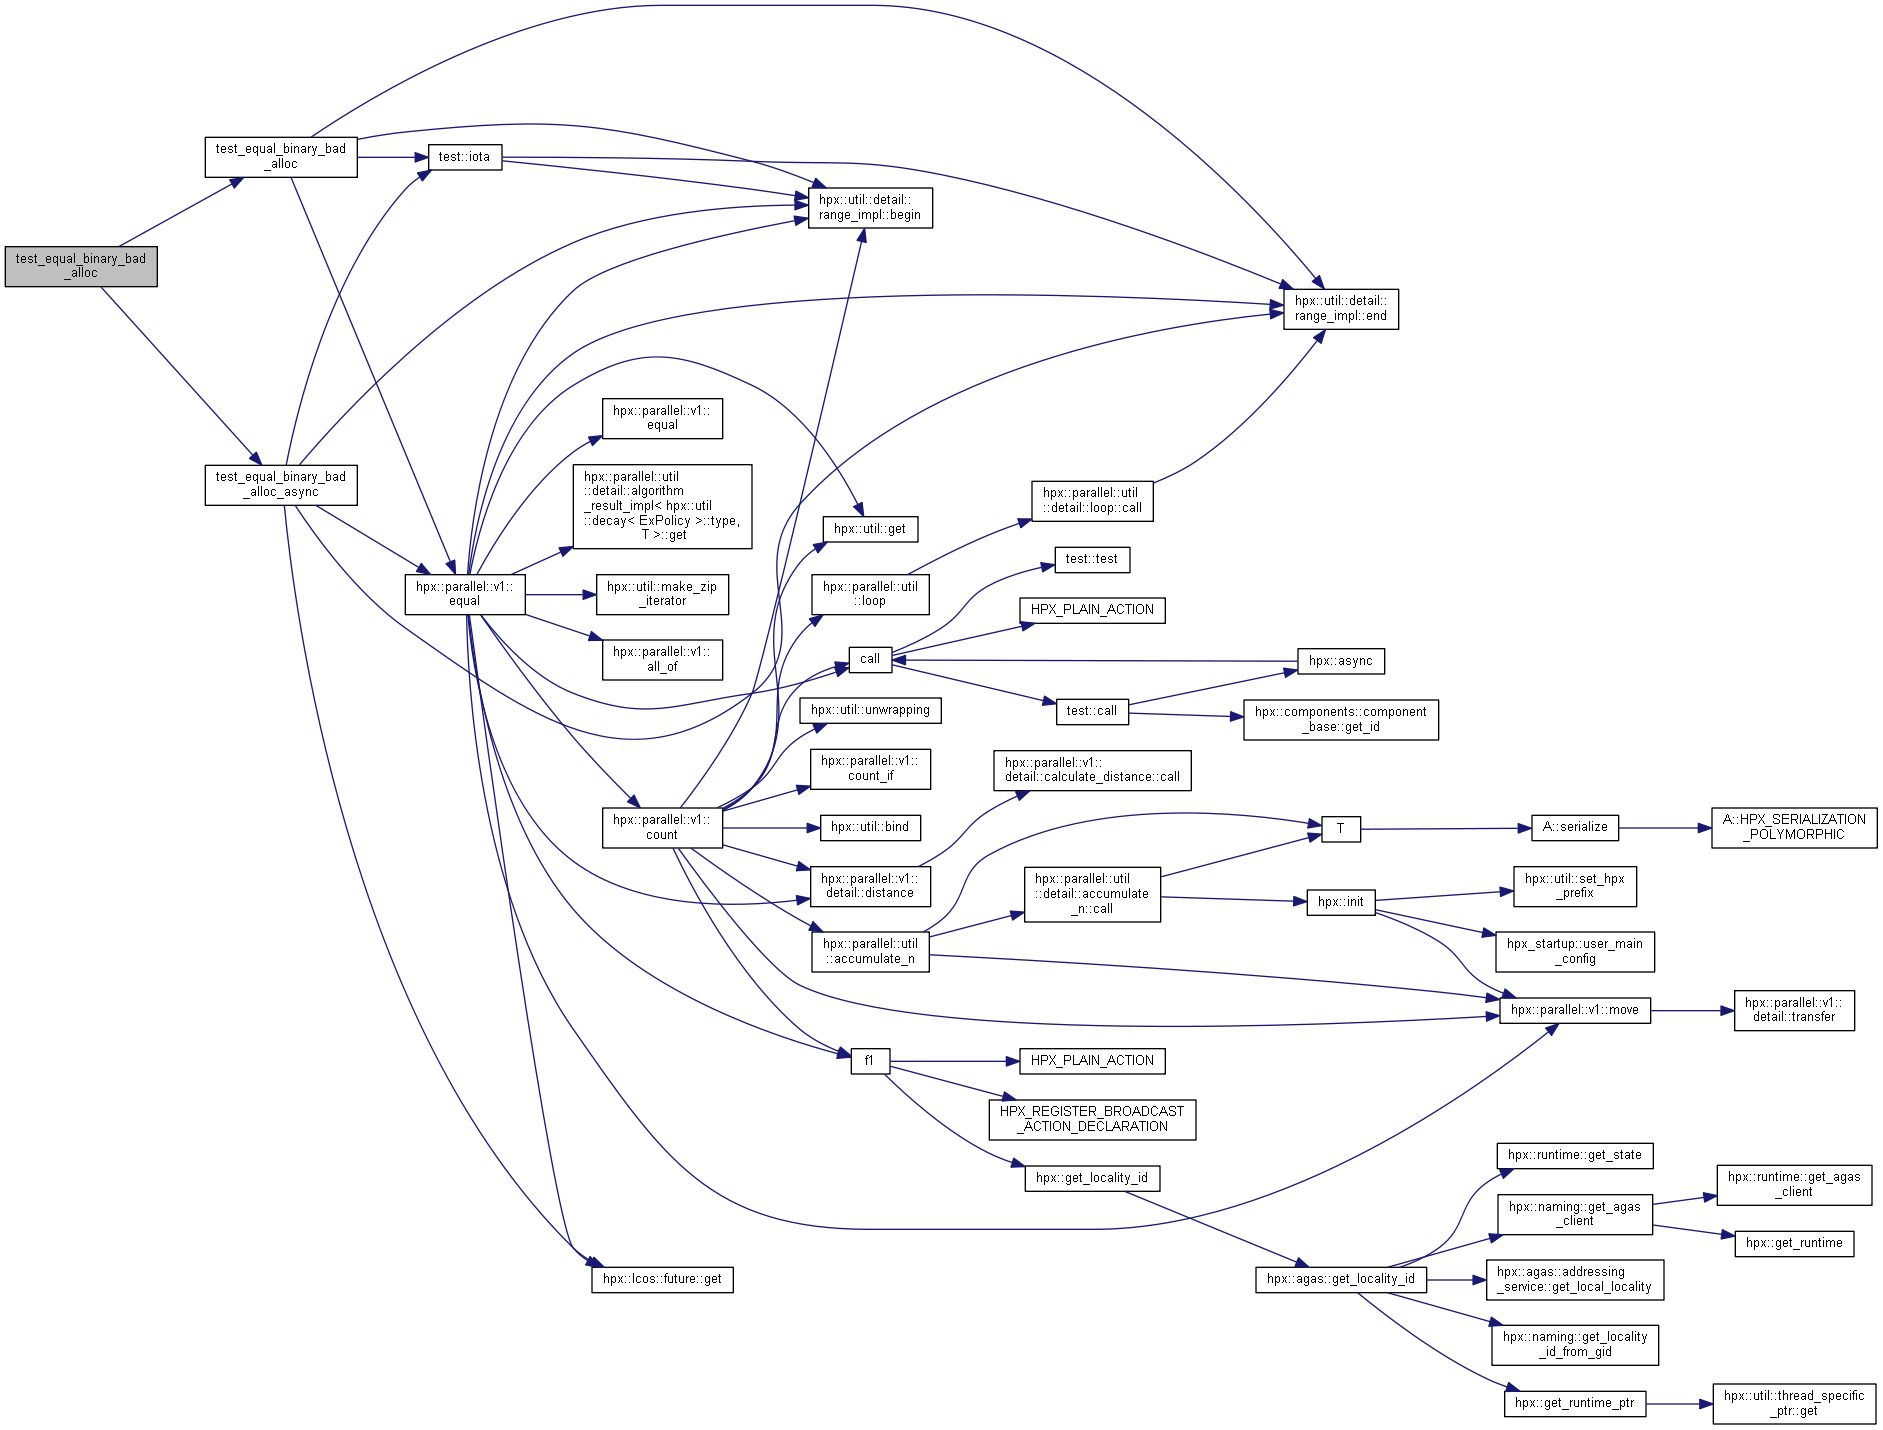 test_equal_binary_bad
_alloc
test_equal_binary_bad
_alloc
test_equal_binary_bad
_alloc_async
test::iota
hpx::parallel::v1::
equal
hpx::parallel::v1::
equal
hpx::parallel::util
::detail::algorithm
_result_impl< hpx::util
::decay< ExPolicy >::type,
T >::get
hpx::util::make_zip
_iterator
hpx::parallel::v1::
all_of
hpx::parallel::v1::
count
hpx::lcos::future::get
hpx::util::detail::
range_impl::begin
hpx::util::get
hpx::parallel::util
::loop
call
hpx::util::unwrapping
hpx::parallel::v1::
count_if
hpx::util::bind
hpx::parallel::v1::
detail::distance
hpx::parallel::util
::accumulate_n
f1
hpx::parallel::util
::detail::loop::call
test::test
HPX_PLAIN_ACTION
test::call
hpx::parallel::v1::
detail::calculate_distance::call
hpx::parallel::util
::detail::accumulate
_n::call
HPX_PLAIN_ACTION
HPX_REGISTER_BROADCAST
_ACTION_DECLARATION
hpx::get_locality_id
hpx::util::detail::
range_impl::end
hpx::async
hpx::components::component
_base::get_id
T
hpx::init
hpx::agas::get_locality_id
A::serialize
hpx::util::set_hpx
_prefix
hpx_startup::user_main
_config
hpx::parallel::v1::move
hpx::runtime::get_state
hpx::naming::get_agas
_client
hpx::agas::addressing
_service::get_local_locality
hpx::naming::get_locality
_id_from_gid
hpx::get_runtime_ptr
A::HPX_SERIALIZATION
_POLYMORPHIC
hpx::parallel::v1::
detail::transfer
hpx::runtime::get_agas
_client
hpx::get_runtime
hpx::util::thread_specific
_ptr::get